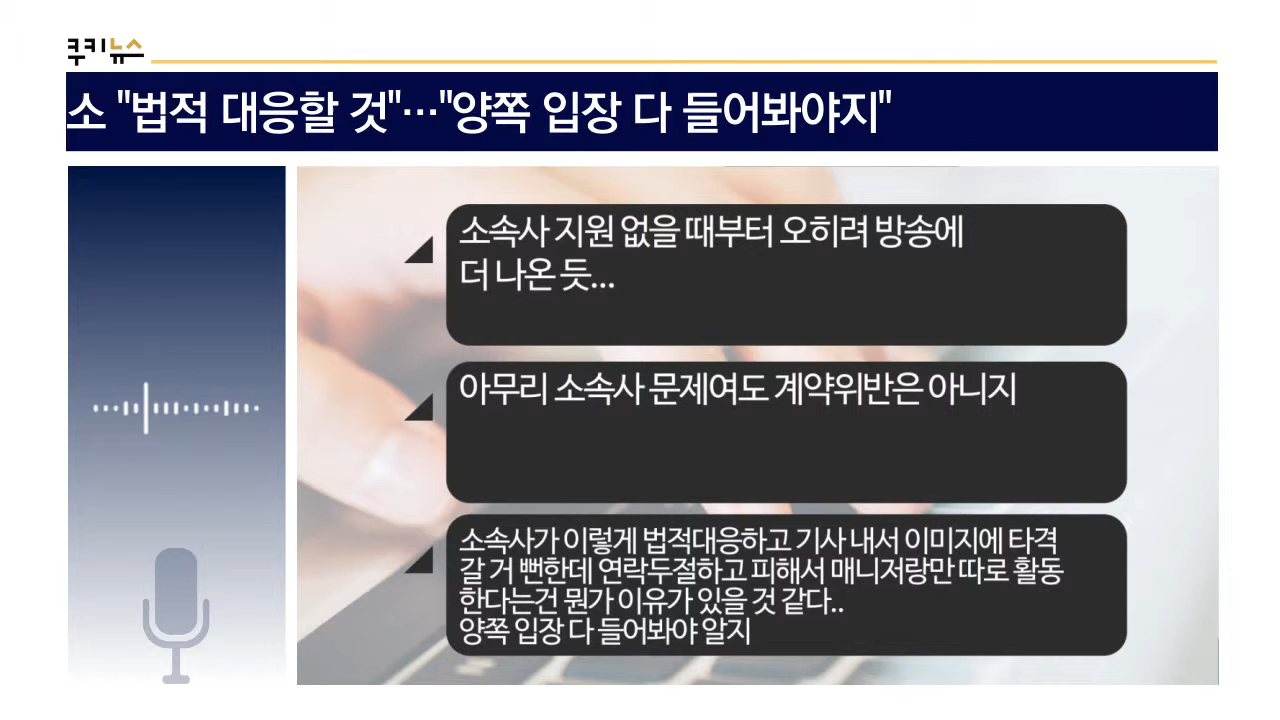 쿠키뉴스
소 "법적 대응할 것"…"양쪽 입장 다 들어봐야지"
소속사 지원 없을 때부터 오히려 방송에
더 나온 듯...
아무리 소속사 문제여도 계약위반은 아니지
소속사가 이렇게 법적대응하고 기사 내서 이미지에 타격
갈 거 뻔한데 연락두절하고 피해서 매니저랑만 따로 활동
한다는건 뭔가 이유가 있을 것 같다..
양쪽 입장 다 들어봐야 알지